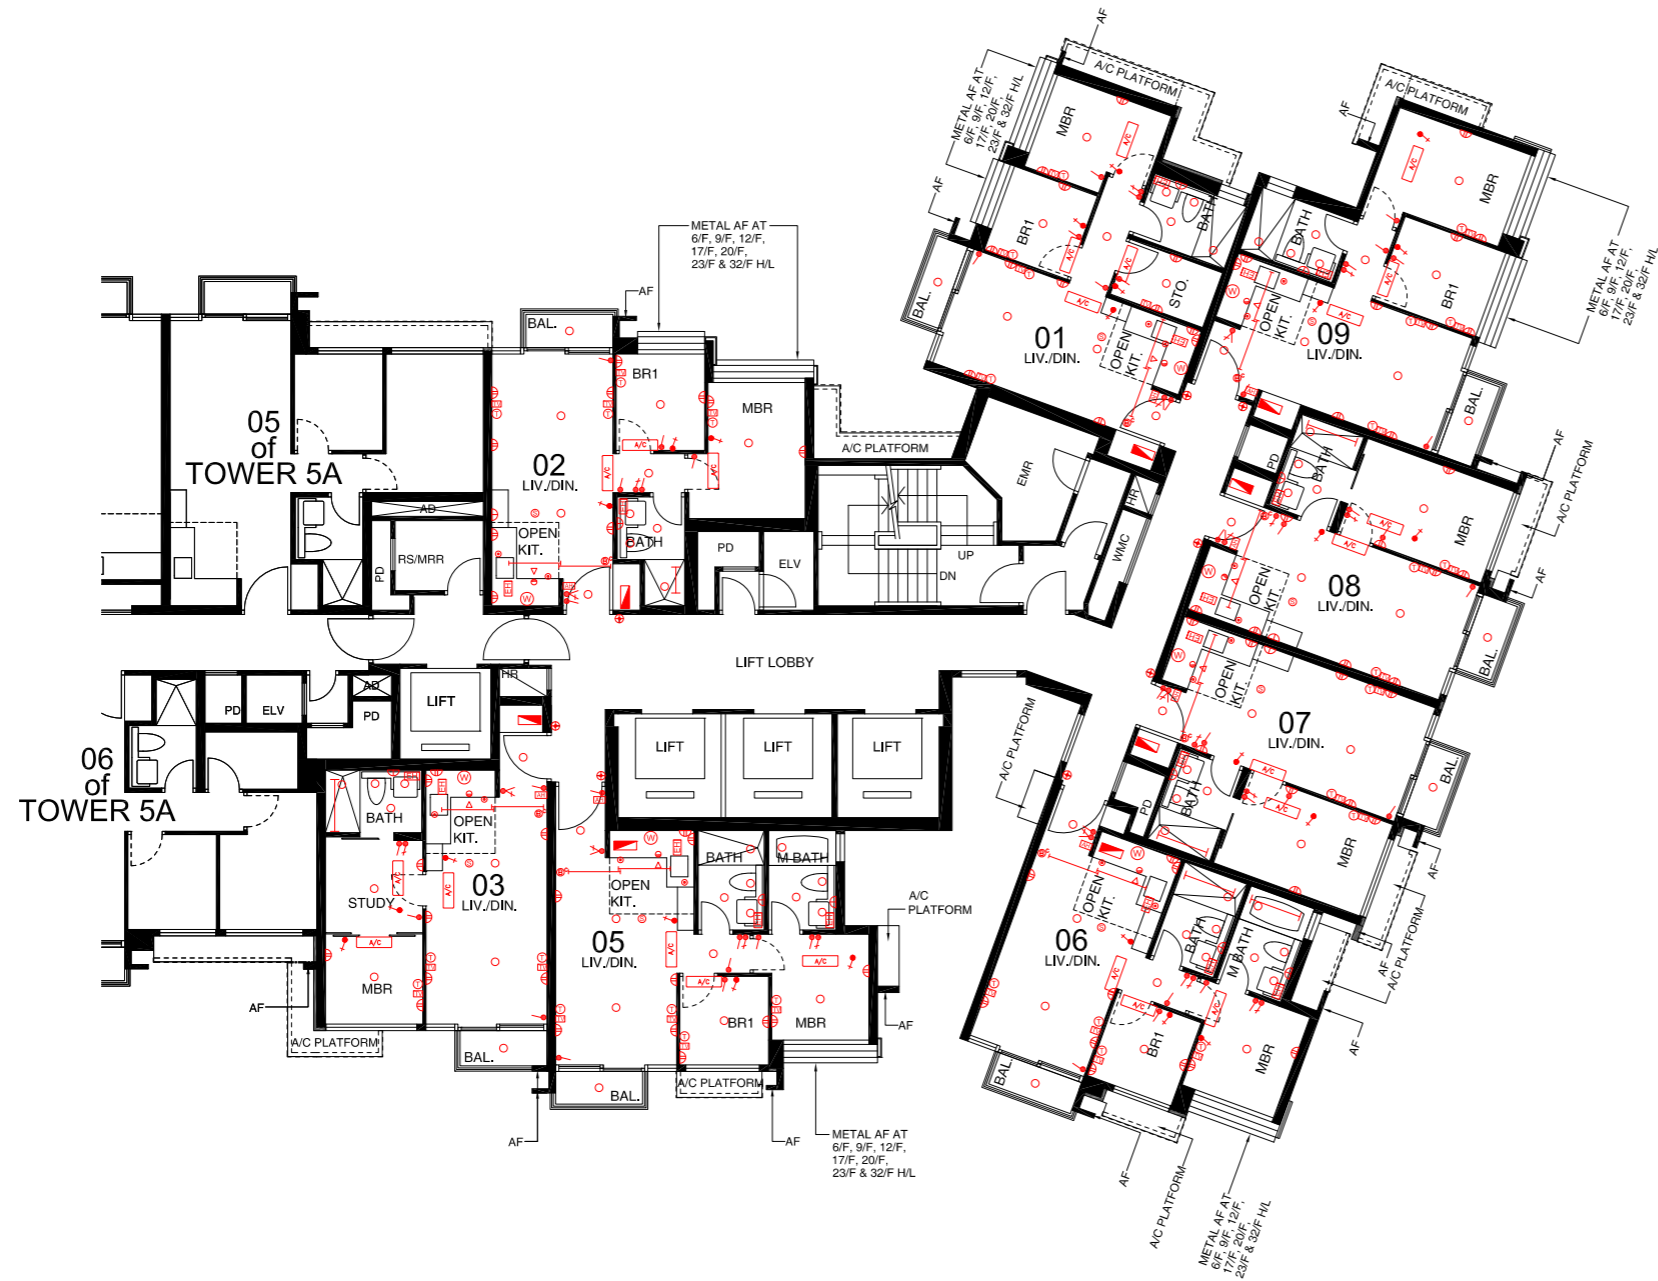 AF
A/C PLATFORM
METAL AF AT
6/F, 9/F, 12/F,
17/F, 20/F,
23/F & 32/F H/L
MBR
AF
BR1
BATH
STO.
BAL.
01
LIV./DIN.
OPEN
KIT.
A/C PLATFORM
AF
MBR
BATH
BR1
METAL AF AT
6/F, 9/F, 12/F,
17/F, 20/F,
23/F & 32/F H/L
OPEN
KIT.
09
LIV./DIN.
BAL.
METAL AF AT
6/F, 9/F, 12/F,
17/F, 20/F,
23/F & 32/F H/L
AF
BAL.
BR1
MBR
A/C PLATFORM
02
LIV./DIN.
OPEN
KIT.
BATH
PD
ELV
05
of
TOWER 5A
AD
RS/MRR
PD
UP
DN
EMR
HR
WMC
PD
BATH
MBR
AF
A/C PLATFORM
AF
OPEN
KIT.
08
LIV./DIN.
BAL.
LIFT LOBBY
HR
AD
PD
ELV
PD
LIFT
LIFT
LIFT
LIFT
OPEN
KIT.
07
LIV./DIN.
BAL.
PD
BATH
MBR
AF
A/C PLATFORM
AF
06
of
TOWER 5A
BATH
OPEN
KIT.
STUDY
03
LIV./DIN.
MBR
AF
A/C PLATFORM
BAL.
AF
BATH
M BATH
OPEN
KIT.
05
LIV./DIN.
A/C
PLATFORM
BR1
MBR
AF
A/C PLATFORM
BAL.
AF
METAL AF AT
6/F, 9/F, 12/F,
17/F, 20/F,
23/F & 32/F H/L
A/C PLATFORM
OPEN
KIT.
06
LIV./DIN.
BATH
M BATH
BR1
MBR
BAL.
A/C PLATFORM
AF
AF
A/C PLATFORM
METAL AF AT
6/F, 9/F, 12/F,
17/F, 20/F,
23/F & 32/F H/L